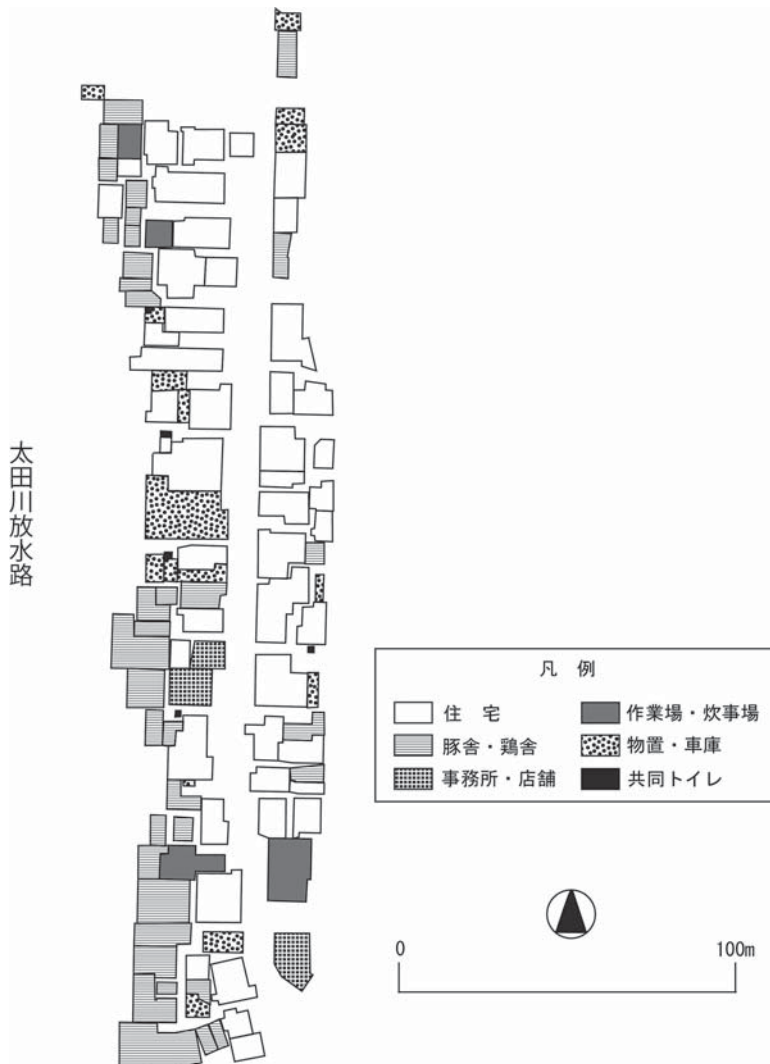 太田川放水路
凡 例
住 宅
作業場・炊事場
豚舎・鶏舎
物置・車庫
事務所・店舗
共同トイレ
0
100m